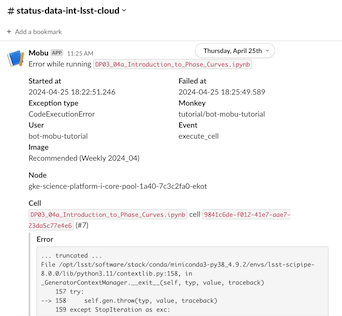 # status-data-int-lsst-cloud
+ Add a bookmark
Thursday, April 25th
Mobu APP 11:25 AM
Error while running DP03_04a_Introduction_to_Phase_Curves.ipynb
Started at Failed at
2024-04-25 18:22:51.246 2024-04-25 18:25:49.589
Exception type Monkey
CodeExecutionError tutorial/bot-mobu-tutorial
User Event
bot-mobu-tutorial execute_cell
Image
Recommended (Weekly 2024_04)
Node
gke-science-platform-i-core-pool-1a40-7c3c2fa0-ekot
Cell
DP03_04a_Introduction_to_Phase_Curves.ipynb cell 9841c6de-f012-41e7-aae7-
23da5c77e4e6 (#7)
Error
... truncated ...
File /opt/lsst/software/stack/conda/miniconda3-py38_4.9.2/envs/lsst-scipipe-
8.0.0/lib/python3.11/contextlib.py:158, in
_GeneratorContextManager.__exit__(self, typ, value, traceback)
157 try:
--> 158 self.gen.throw(typ, value, traceback)
159 except StopIteration as exc: